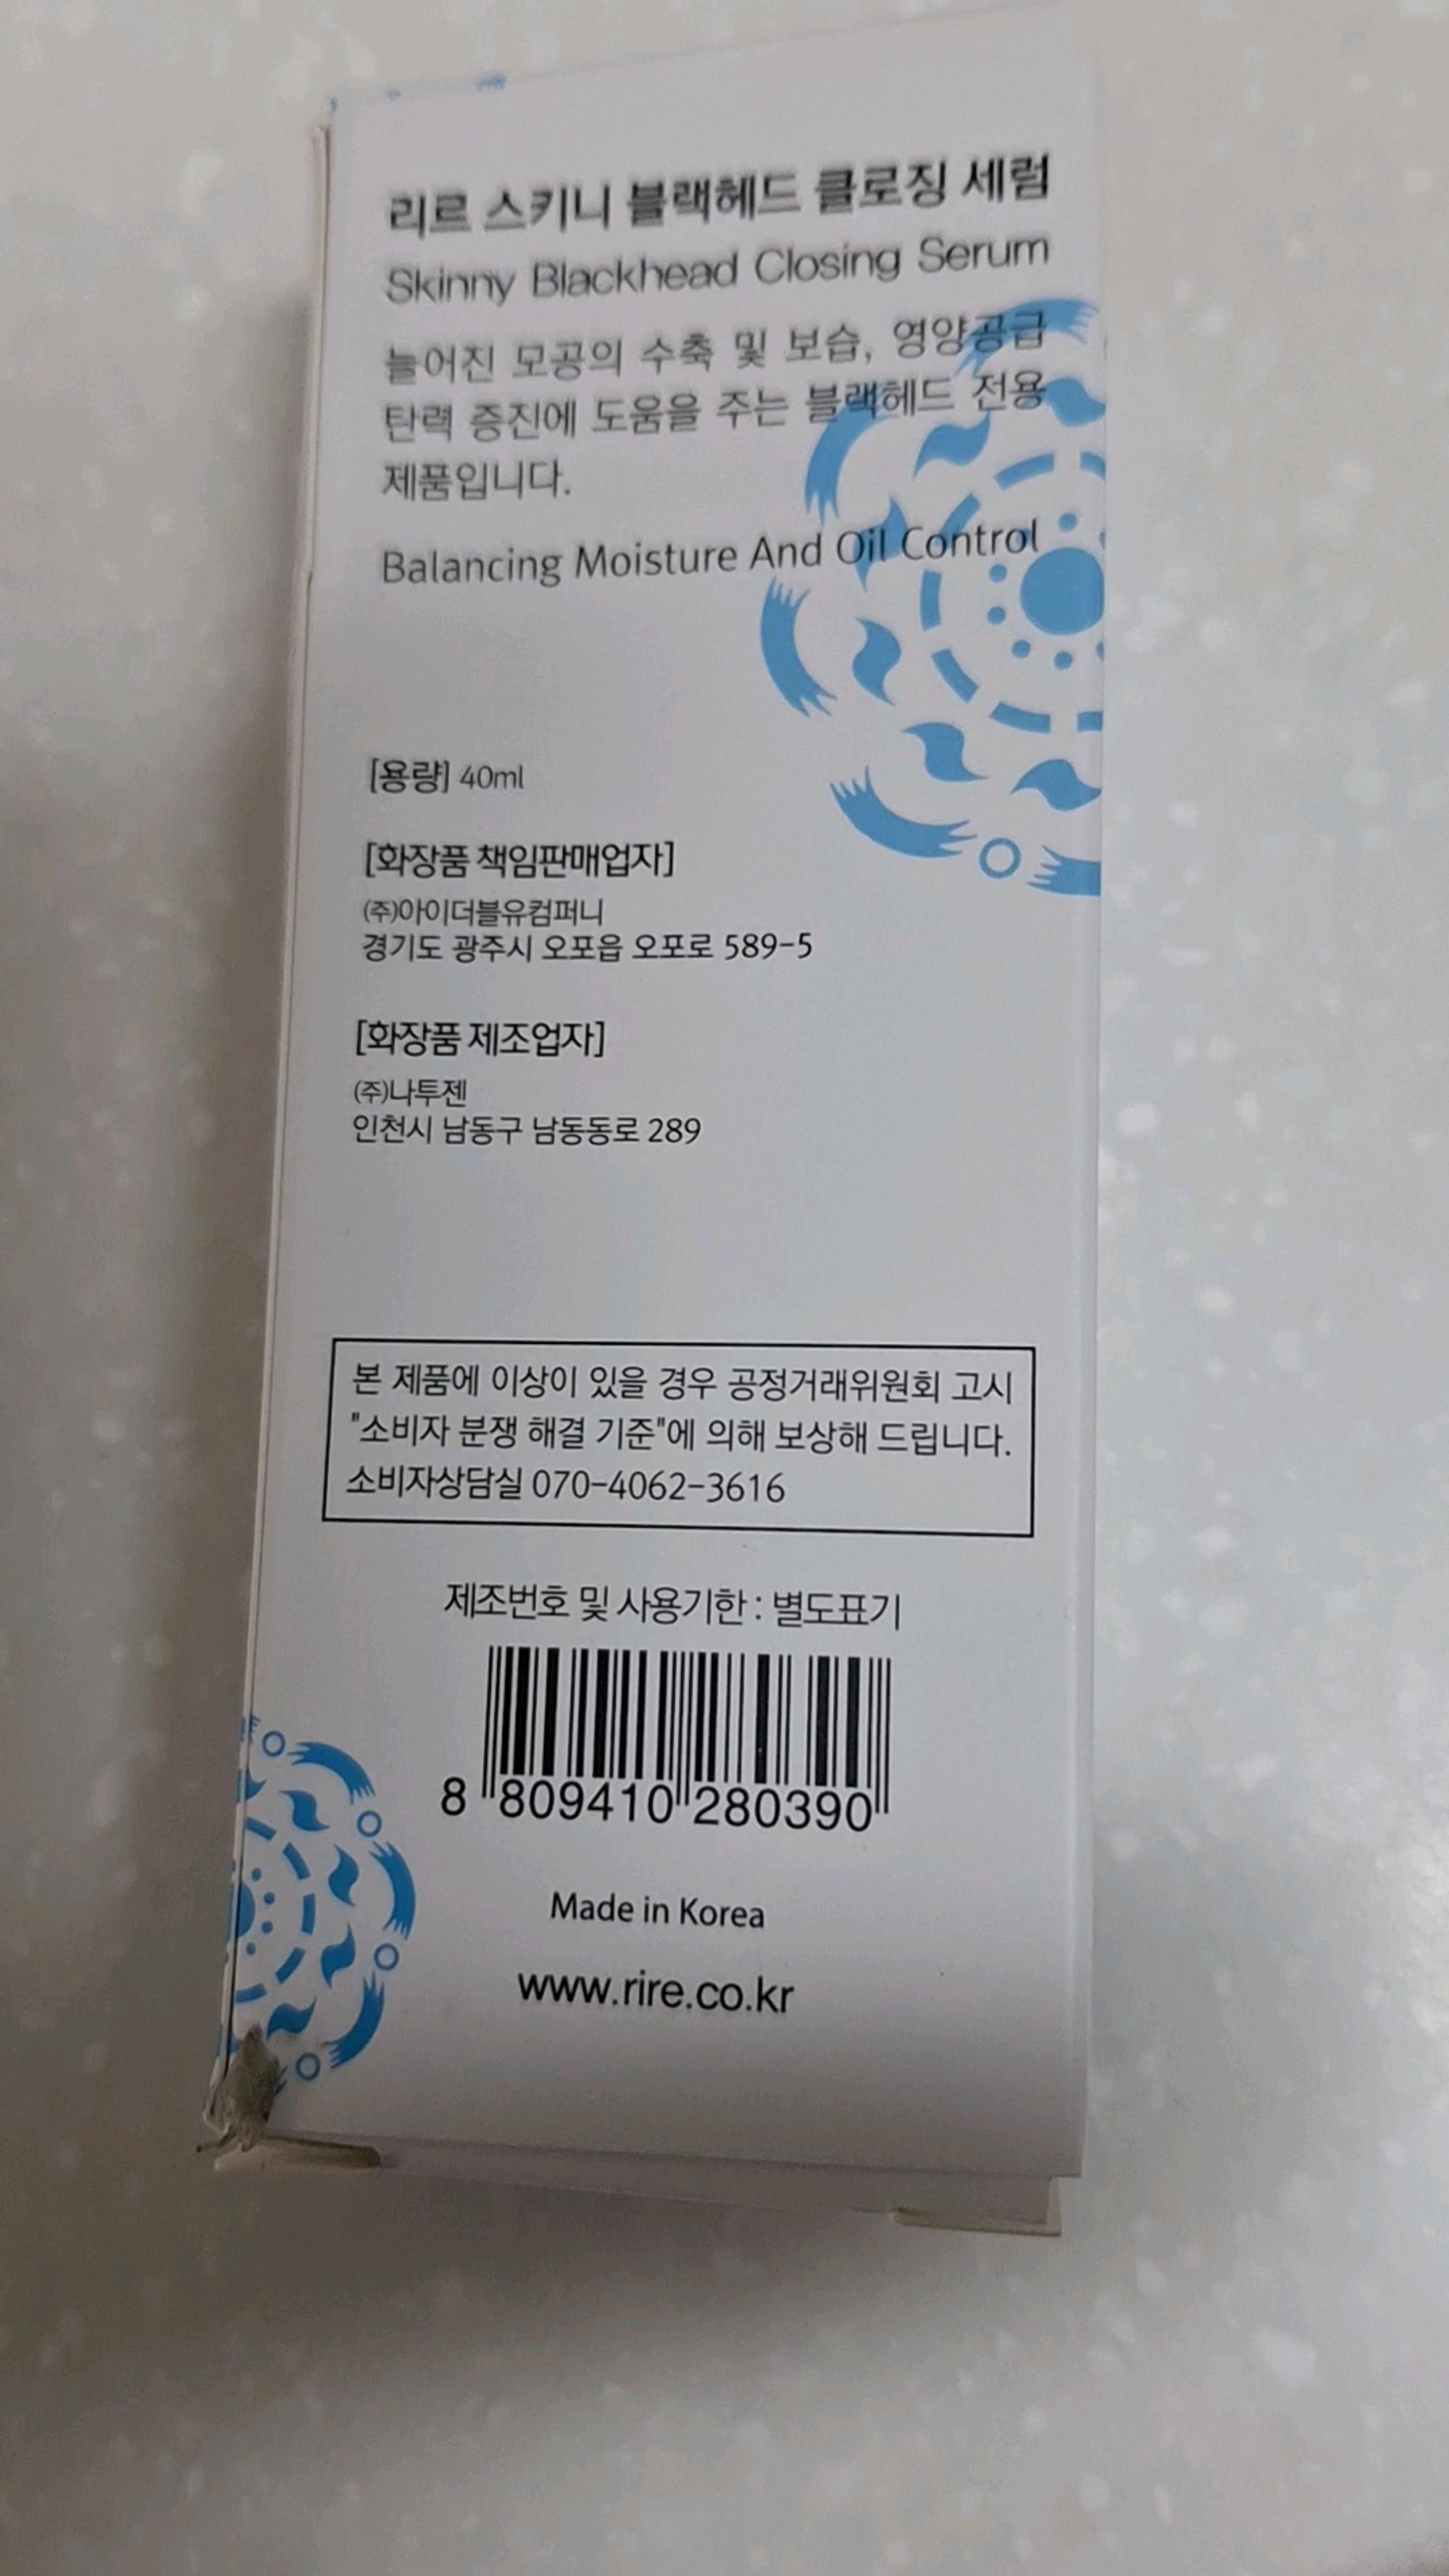 리르 스키니 블랙헤드 클로징 세럼
Skinny Blackhead Closing Serum
늘어진 모공의 수축 및 보습, 영양공급
탄력 증진에 도움을 주는 블랙헤드 전용
제품입니다.
Balancing Moisture And Oil Control
[용량] 40ml
[화장품 책임판매업자]
㈜아이더블유컴퍼니
경기도 광주시 오포읍 오포로 589-5
[화장품 제조업자]
㈜나투젠
인천시 남동구 남동동로 289
본 제품에 이상이 있을 경우 공정거래위원회 고시
"소비자 분쟁 해결 기준"에 의해 보상해 드립니다.
소비자상담실 070-4062-3616
제조번호 및 사용기한 : 별도표기
8 809410 280390
Made in Korea
www.rire.co.kr